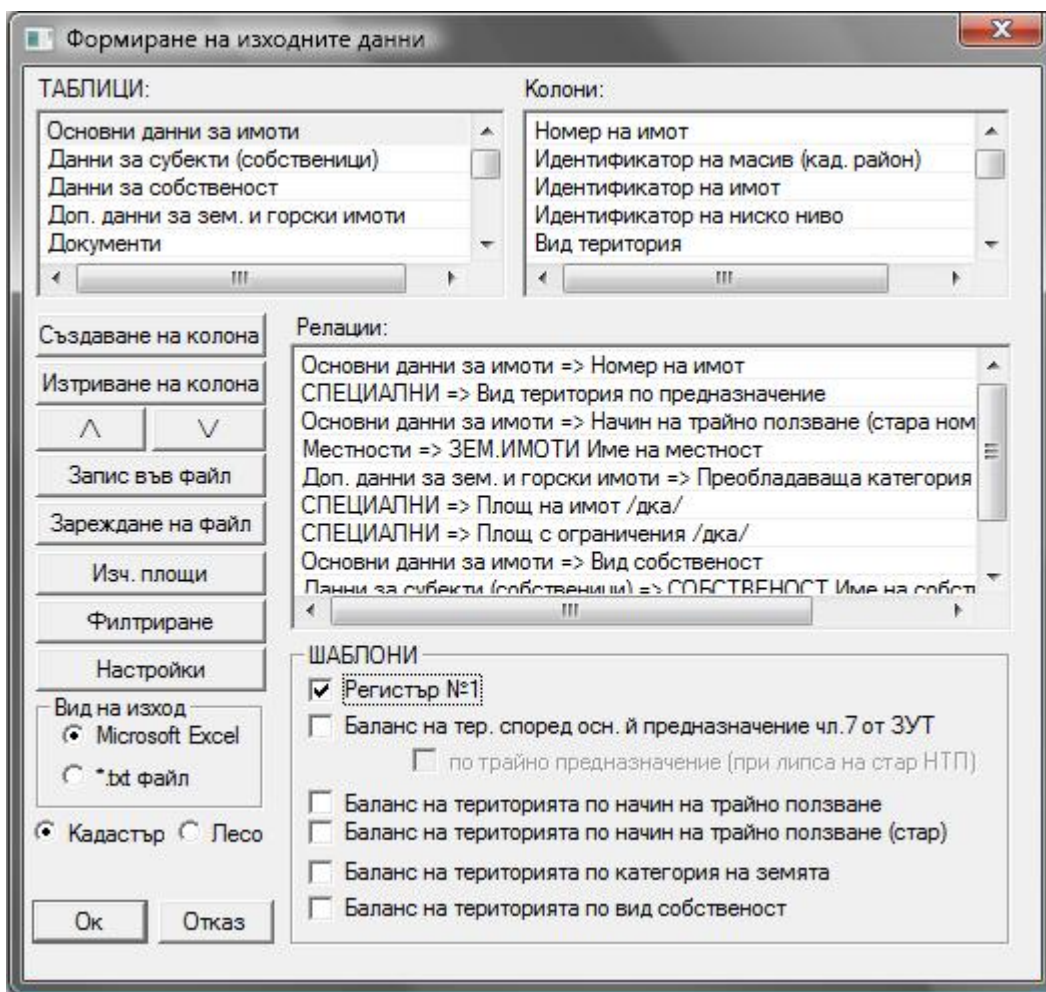 Формиране на изходните данни
ТАБЛИЦИ:
Основни данни за имоти
Данни за субекти (собственици)
Данни за собственост
Доп. данни за зем. и горски имоти
Документи
Колони:
Номер на имот
Идентификатор на масив (кад. район)
Идентификатор на имот
Идентификатор на ниско ниво
Вид територия
Създаване на колона
Изтриване на колона
Запис във файл
Зареждане на файл
Изч. площи
Филтриране
Настройки
Вид на изход
Microsoft Excel
*.txt файл
Кадастър
Лесо
Ок
Отказ
Релации:
Основни данни за имоти => Номер на имот
СПЕЦИАЛНИ => Вид територия по предназначение
Основни данни за имоти => Начин на трайно ползване (стара ном
Местности => ЗЕМ.ИМОТИ Име на местност
Доп. данни за зем. и горски имоти => Преобладаваща категория
СПЕЦИАЛНИ => Площ на имот /дка/
СПЕЦИАЛНИ => Площ с ограничения /дка/
Основни данни за имоти => Вид собственост
Данни за субекти (собственици) => СОБСТВЕНОСТ Име на собст
ШАБЛОНИ
Регистър №1
Баланс на тер. според осн. й предназначение чл.7 от ЗУТ
по трайно предназначение (при липса на стар НТП)
Баланс на територията по начин на трайно ползване
Баланс на територията по начин на трайно ползване (стар)
Баланс на територията по категория на земята
Баланс на територията по вид собственост